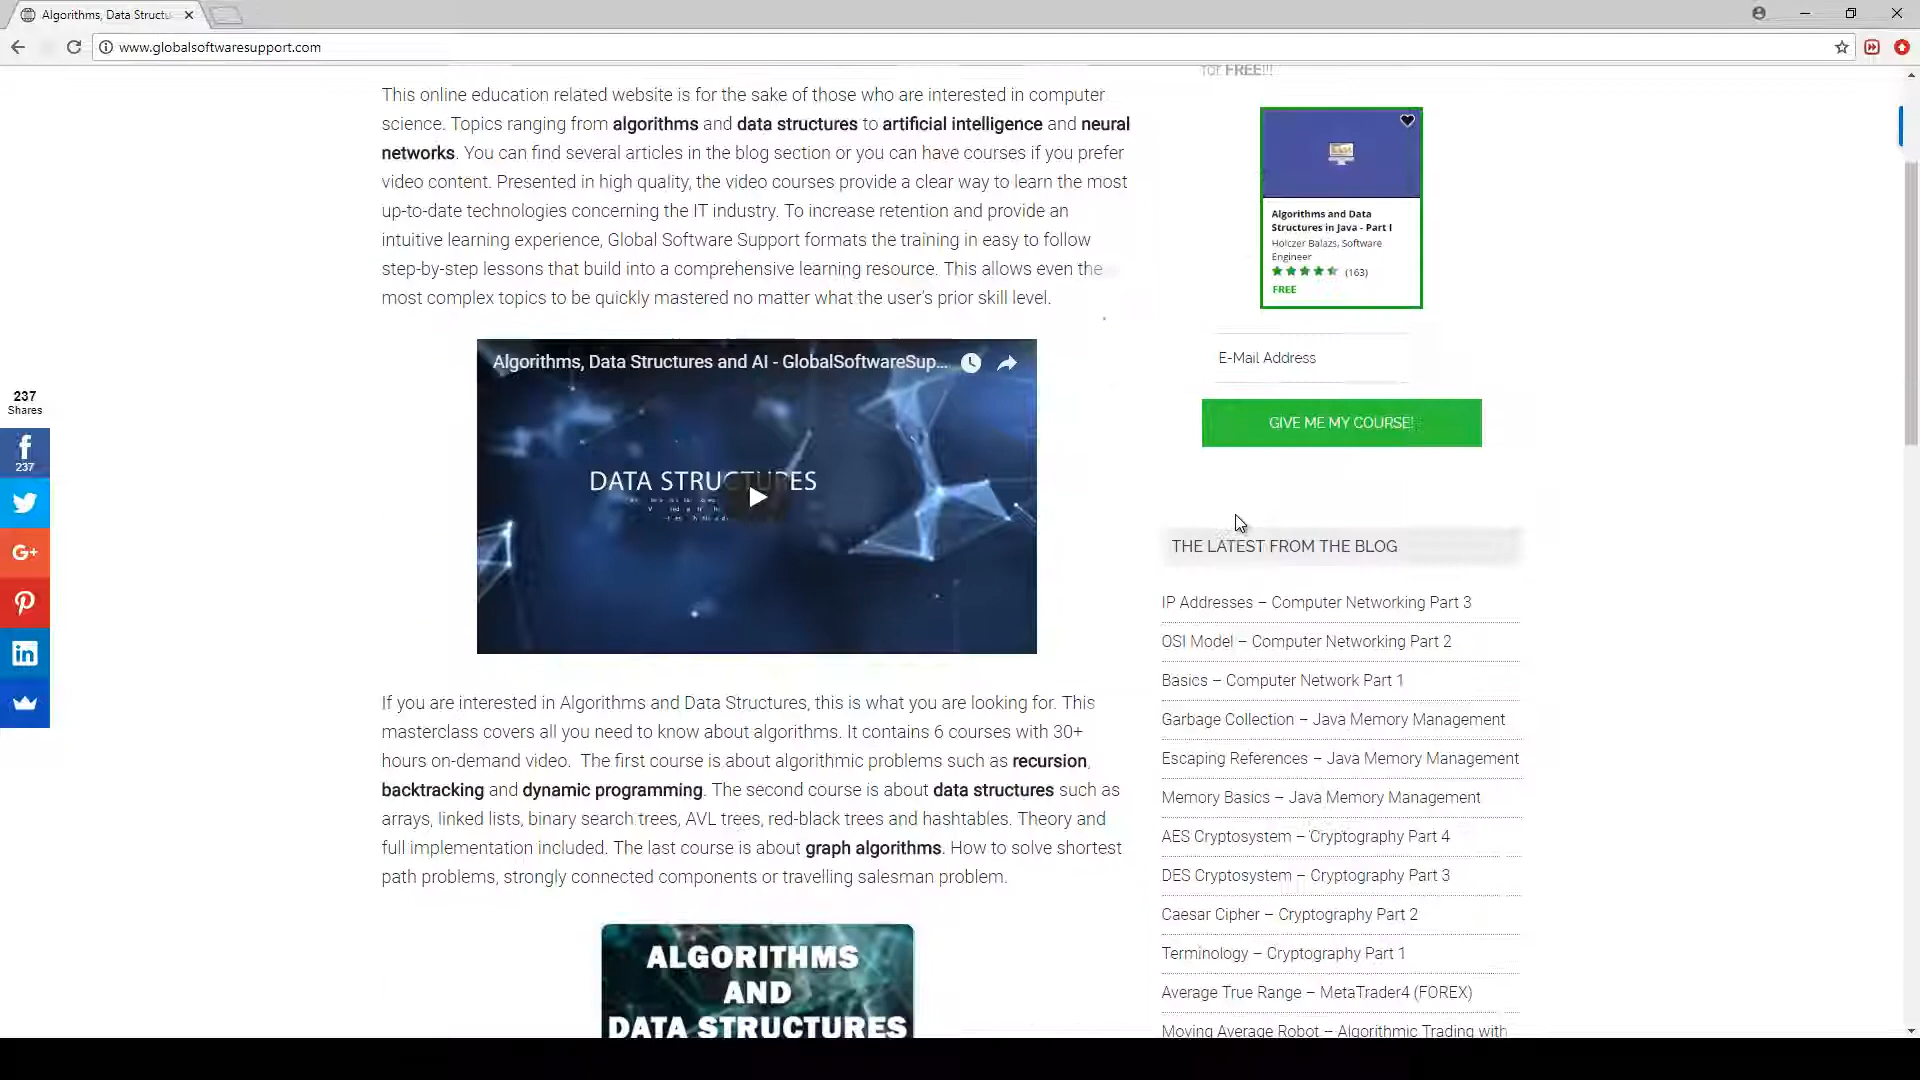 Algorithms, Data Structu
www.globalsoftwaresupport.com
This online education related website is for the sake of those who are interested in computer
science. Topics ranging from algorithms and data structures to artificial intelligence and neural
networks. You can find several articles in the blog section or you can have courses if you prefer
video content. Presented in high quality, the video courses provide a clear way to learn the most
up-to-date technologies concerning the IT industry. To increase retention and provide an
intuitive learning experience, Global Software Support formats the training in easy to follow
step-by-step lessons that build into a comprehensive learning resource. This allows even the
most complex topics to be quickly mastered no matter what the user's prior skill level.
Algorithms, Data Structures and AI - GlobalSoftwareSup...
DATA STRUCTURES
237
Shares
237
If you are interested in Algorithms and Data Structures, this is what you are looking for. This
masterclass covers all you need to know about algorithms. It contains 6 courses with 30+
hours on-demand video. The first course is about algorithmic problems such as recursion,
backtracking and dynamic programming. The second course is about data structures such as
arrays, linked lists, binary search trees, AVL trees, red-black trees and hashtables. Theory and
full implementation included. The last course is about graph algorithms. How to solve shortest
path problems, strongly connected components or travelling salesman problem.
ALGORITHMS
AND
DATA STRUCTURES
for FREE!!!
Algorithms and Data
Structures in Java - Part I
Holczer Balazs, Software
Engineer
(163)
FREE
E-Mail Address
GIVE ME MY COURSE!
THE LATEST FROM THE BLOG
IP Addresses – Computer Networking Part 3
OSI Model – Computer Networking Part 2
Basics – Computer Network Part 1
Garbage Collection – Java Memory Management
Escaping References – Java Memory Management
Memory Basics – Java Memory Management
AES Cryptosystem – Cryptography Part 4
DES Cryptosystem – Cryptography Part 3
Caesar Cipher – Cryptography Part 2
Terminology – Cryptography Part 1
Average True Range – MetaTrader4 (FOREX)
Moving Average Robot – Algorithmic Trading with